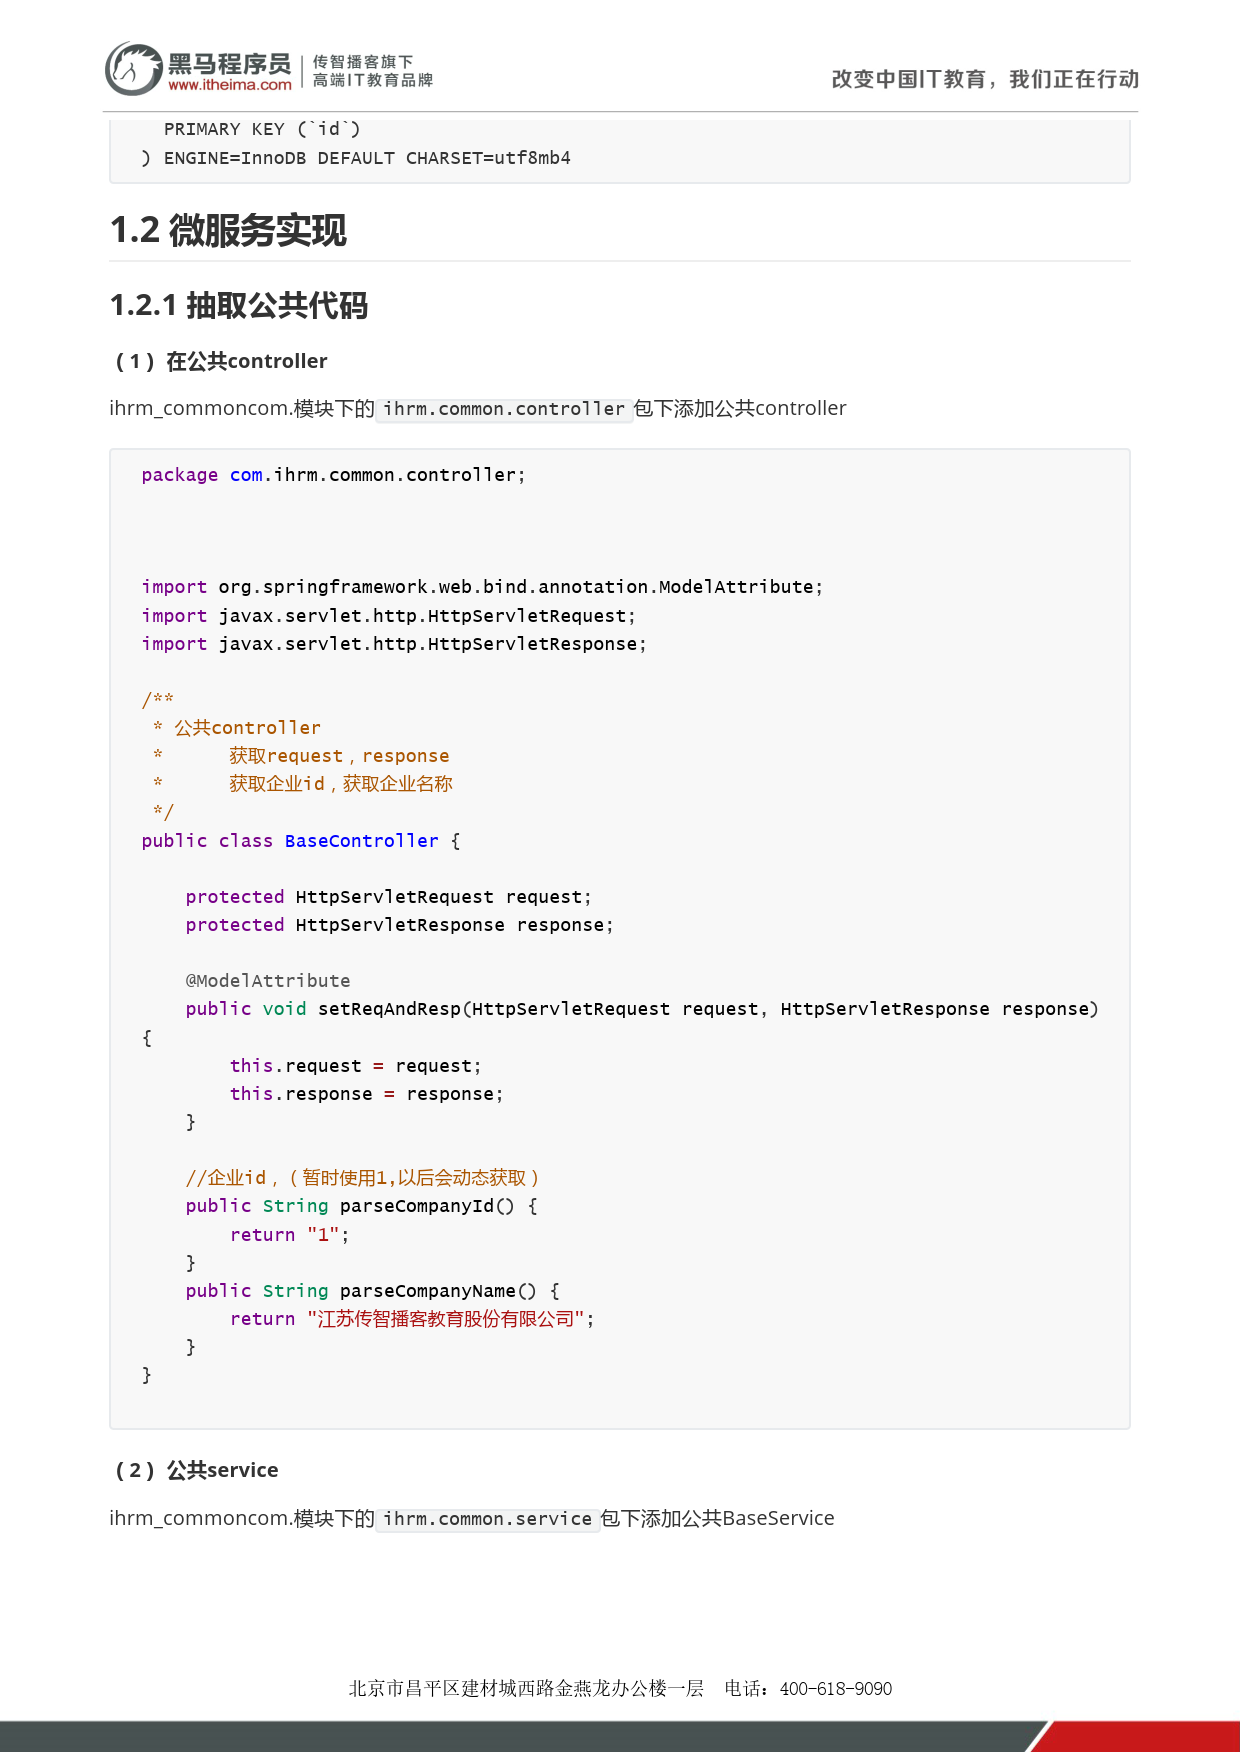 黑马程序员
www.itheima.com
传智播客旗下
高端IT教育品牌
改变中国IT教育，我们正在行动
PRIMARY KEY (`id`)
) ENGINE=InnoDB DEFAULT CHARSET=utf8mb4
1.2 微服务实现
1.2.1 抽取公共代码
（1） 在公共controller
ihrm_commoncom.模块下的 ihrm.common.controller 包下添加公共controller
package com.ihrm.common.controller;
import org.springframework.web.bind.annotation.ModelAttribute;
import javax.servlet.http.HttpServletRequest;
import javax.servlet.http.HttpServletResponse;
/**
 * 公共controller
 *      获取request，response
 *      获取企业id，获取企业名称
 */
public class BaseController {
    protected HttpServletRequest request;
    protected HttpServletResponse response;
    @ModelAttribute
    public void setReqAndResp(HttpServletRequest request, HttpServletResponse response)
{
        this.request = request;
        this.response = response;
    }
    //企业id，（暂时使用1,以后会动态获取）
    public String parseCompanyId() {
        return "1";
    }
    public String parseCompanyName() {
        return "江苏传智播客教育股份有限公司";
    }
}
（2） 公共service
ihrm_commoncom.模块下的 ihrm.common.service 包下添加公共BaseService
北京市昌平区建材城西路金燕龙办公楼一层 电话：400-618-9090